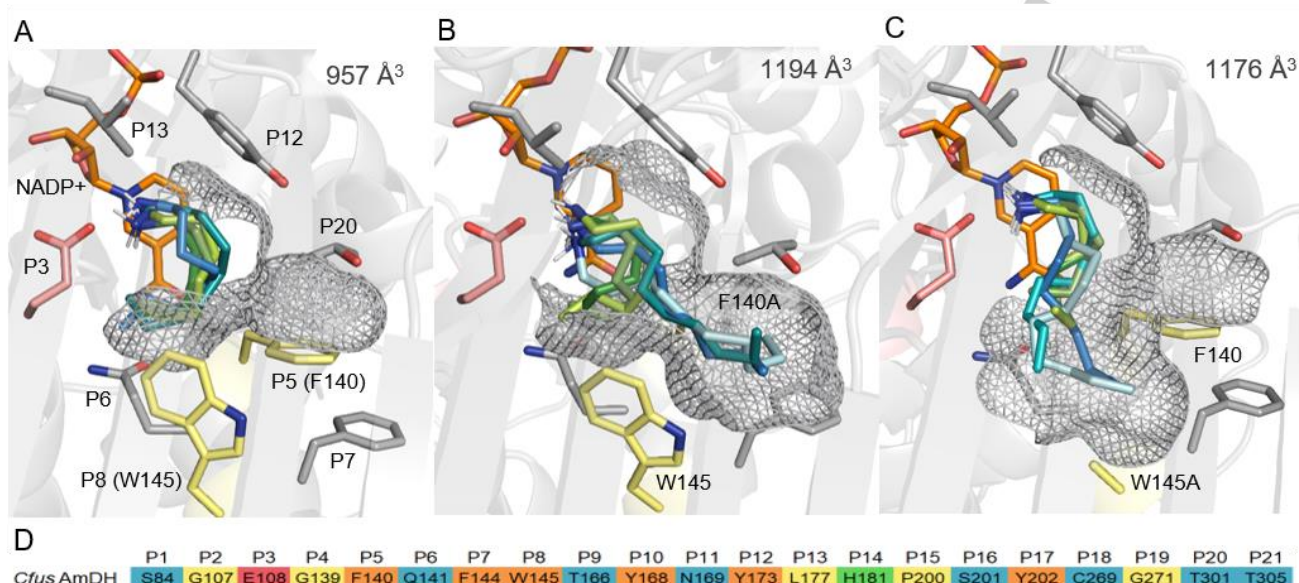 A
B
C
957 Å³
1194 Å³
1176 Å³
P13
P12
NADP+
P3
P20
P5 (F140)
P6
P7
P8 (W145)
F140A
W145
F140
W145A
D
P1 P2 P3 P4 P5 P6 P7 P8 P9 P10 P11 P12 P13 P14 P15 P16 P17 P18 P19 P20 P21
Cfus AmDH S84 G107 E108 G139 F140 Q141 F144 W145 T166 Y168 N169 Y173 L177 H181 P200 S201 Y202 C269 G271 T303 T305